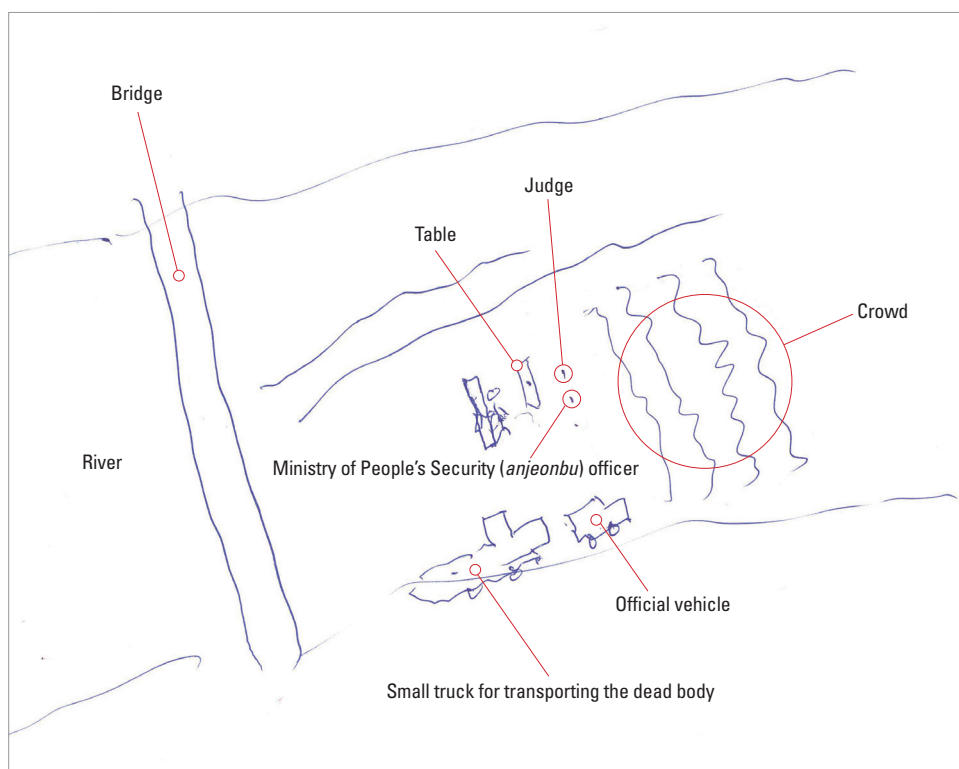 Bridge
Judge
Table
Crowd
River
Ministry of People's Security (anjeonbu) officer
Official vehicle
Small truck for transporting the dead body